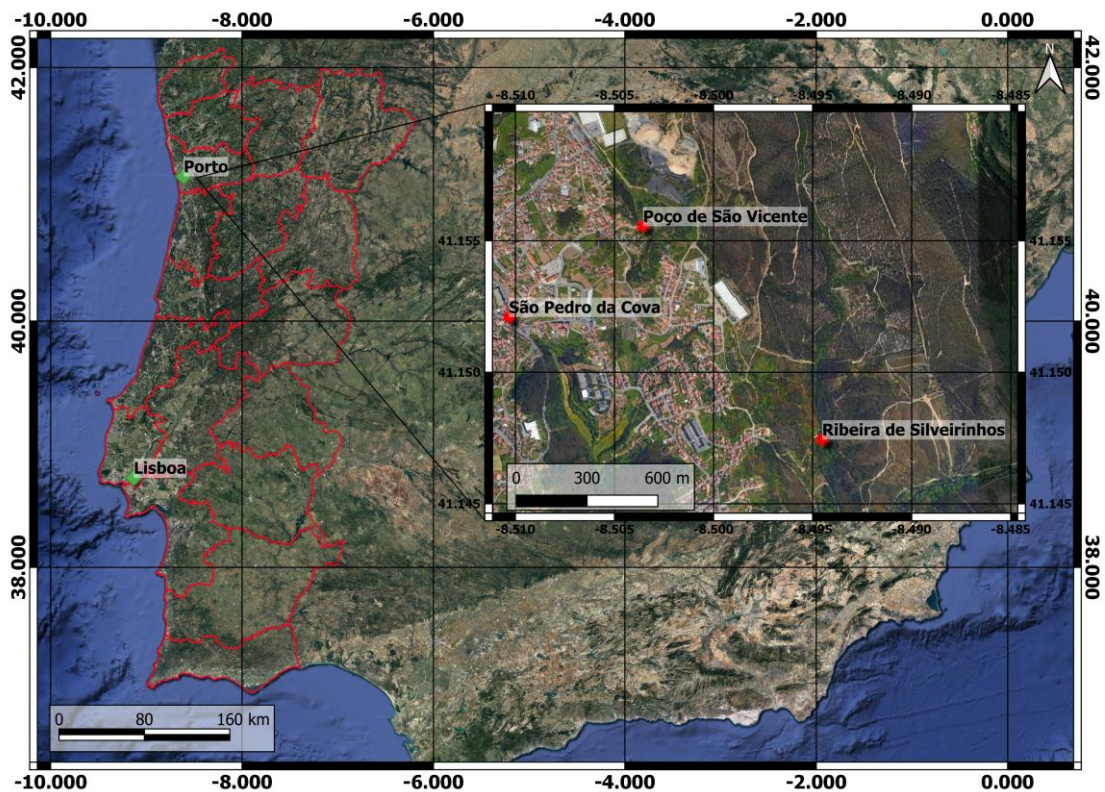 -10.000 -8.000 -6.000 -4.000 -2.000 0.000
42.000 42.000
N
-8.510 -8.505 -8.500 -8.495 -8.490 -8.485
Porto
Poço de São Vicente
41.155 41.155
São Pedro da Cova
40.000 40.000
41.150 41.150
Ribeira de Silveirinhos
Lisboa
0 300 600 m
41.145 41.145
-8.510 -8.505 -8.500 -8.495 -8.490 -8.485
38.000 38.000
0 80 160 km
-10.000 -8.000 -6.000 -4.000 -2.000 0.000